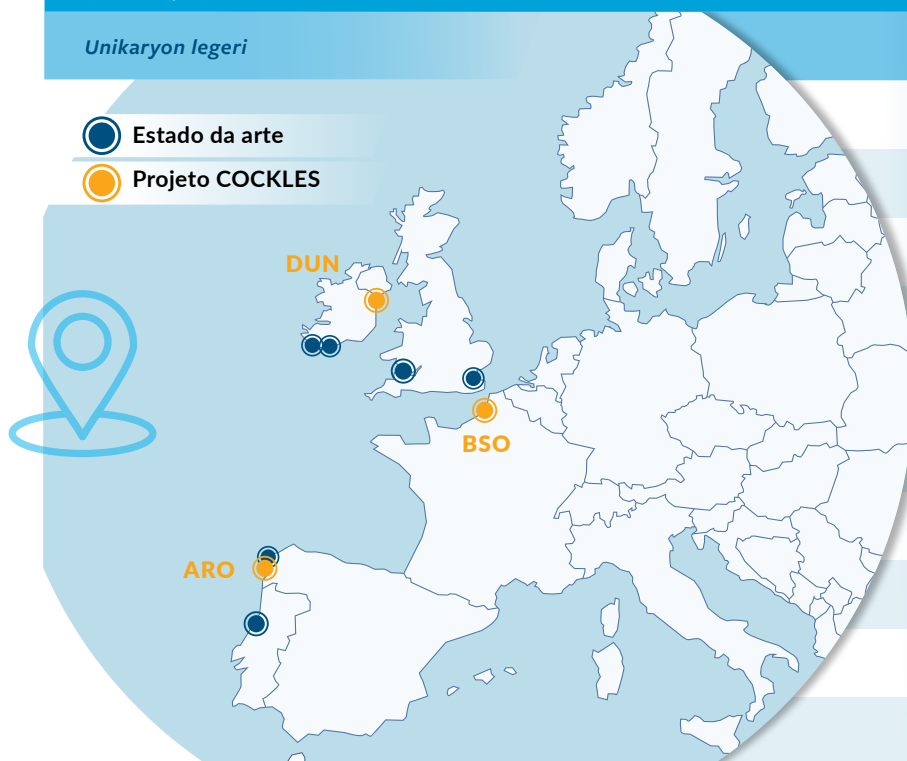 Unikaryon legeri
Estado da arte
Projeto COCKLES
DUN
BSO
ARO